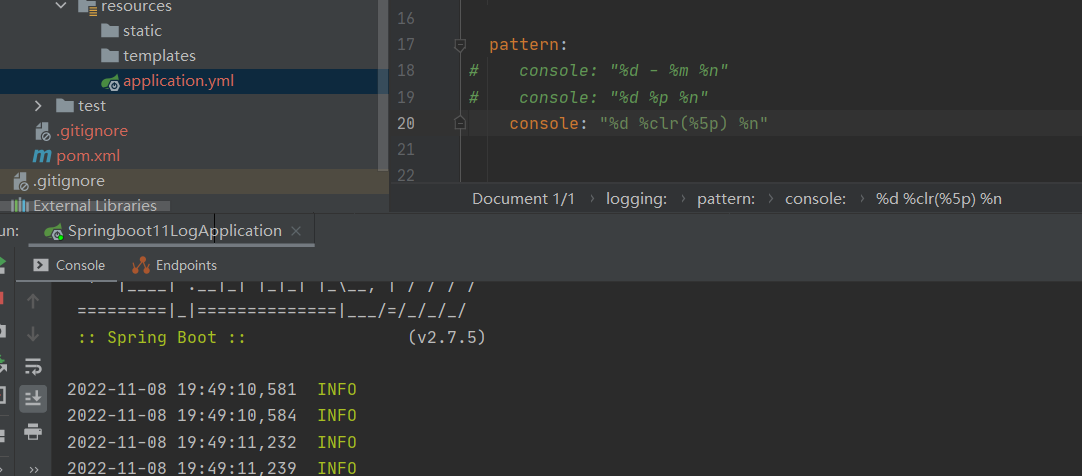 resources
static
templates
application.yml
test
.gitignore
pom.xml
.gitignore
External Libraries
16
17 pattern:
18 # console: "%d - %m %n"
19 # console: "%d %p %n"
20 console: "%d %clr(%5p) %n"
21
22
Document 1/1 › logging: › pattern: › console: › %d %clr(%5p) %n
un: Springboot11LogApplication ×
Console Endpoints
=========|_|==============|___/=/_/_/_/
:: Spring Boot :: (v2.7.5)
2022-11-08 19:49:10,581 INFO
2022-11-08 19:49:10,584 INFO
2022-11-08 19:49:11,232 INFO
2022-11-08 19:49:11,239 INFO